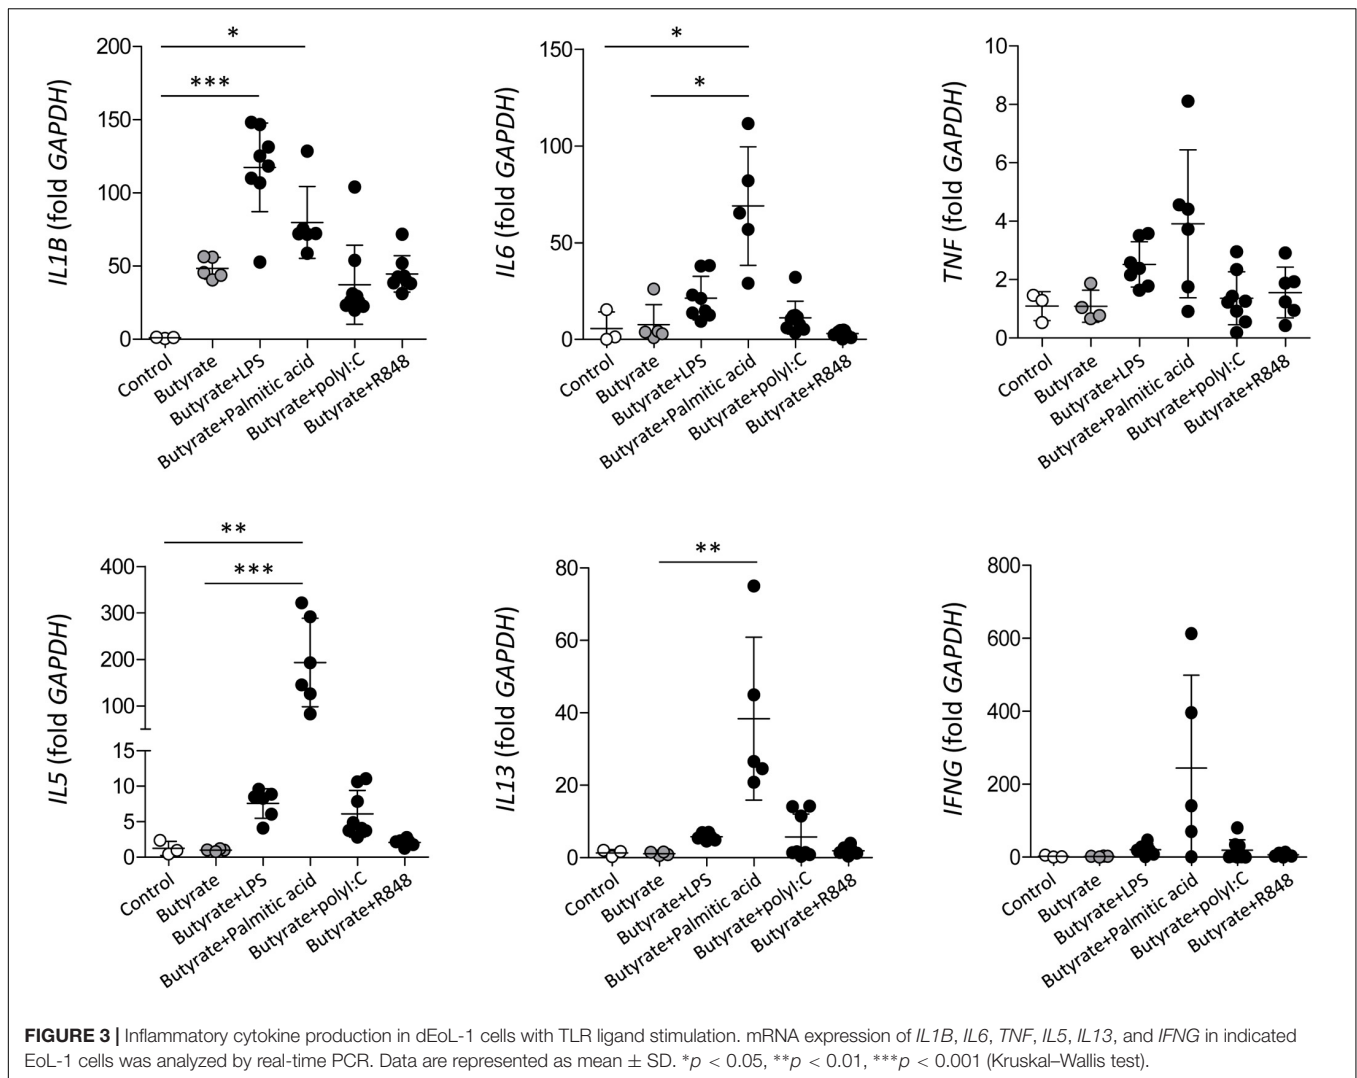 *
***
200
150
100
50
0
IL1B (fold GAPDH)
Control
Butyrate
Butyrate+LPS
Butyrate+Palmitic acid
Butyrate+polyI:C
Butyrate+R848
*
*
150
100
50
0
IL6 (fold GAPDH)
Control
Butyrate
Butyrate+LPS
Butyrate+Palmitic acid
Butyrate+polyI:C
Butyrate+R848
10
8
6
4
2
0
TNF (fold GAPDH)
Control
Butyrate
Butyrate+LPS
Butyrate+Palmitic acid
Butyrate+polyI:C
Butyrate+R848
**
***
400
300
200
100
15
10
5
0
IL5 (fold GAPDH)
Control
Butyrate
Butyrate+LPS
Butyrate+Palmitic acid
Butyrate+polyI:C
Butyrate+R848
**
80
60
40
20
0
IL13 (fold GAPDH)
Control
Butyrate
Butyrate+LPS
Butyrate+Palmitic acid
Butyrate+polyI:C
Butyrate+R848
800
600
400
200
0
IFNG (fold GAPDH)
Control
Butyrate
Butyrate+LPS
Butyrate+Palmitic acid
Butyrate+polyI:C
Butyrate+R848
FIGURE 3 | Inflammatory cytokine production in dEoL-1 cells with TLR ligand stimulation. mRNA expression of IL1B, IL6, TNF, IL5, IL13, and IFNG in indicated
EoL-1 cells was analyzed by real-time PCR. Data are represented as mean ± SD. *p < 0.05, **p < 0.01, ***p < 0.001 (Kruskal–Wallis test).